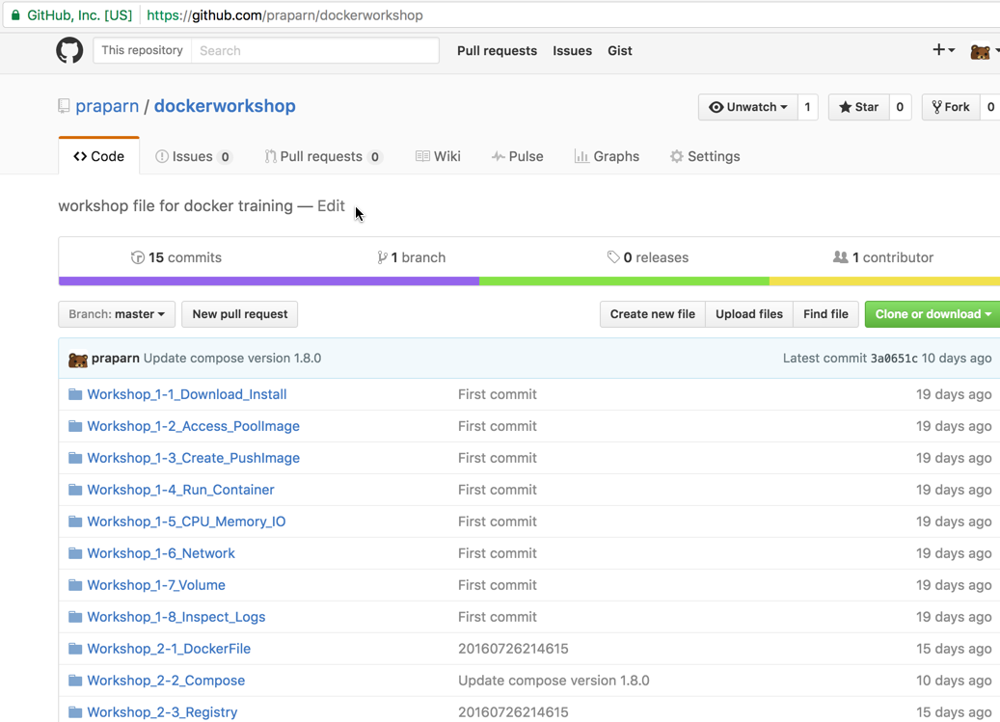 GitHub, Inc. [US] https://github.com/praparn/dockerworkshop
This repository Search Pull requests Issues Gist
praparn / dockerworkshop Unwatch 1 Star 0 Fork 0
Code Issues 0 Pull requests 0 Wiki Pulse Graphs Settings
workshop file for docker training — Edit
15 commits 1 branch 0 releases 1 contributor
Branch: master New pull request Create new file Upload files Find file Clone or download
praparn Update compose version 1.8.0 Latest commit 3a0651c 10 days ago
Workshop_1-1_Download_Install First commit 19 days ago
Workshop_1-2_Access_PoolImage First commit 19 days ago
Workshop_1-3_Create_PushImage First commit 19 days ago
Workshop_1-4_Run_Container First commit 19 days ago
Workshop_1-5_CPU_Memory_IO First commit 19 days ago
Workshop_1-6_Network First commit 19 days ago
Workshop_1-7_Volume First commit 19 days ago
Workshop_1-8_Inspect_Logs First commit 19 days ago
Workshop_2-1_DockerFile 20160726214615 15 days ago
Workshop_2-2_Compose Update compose version 1.8.0 10 days ago
Workshop_2-3_Registry 20160726214615 15 days ago